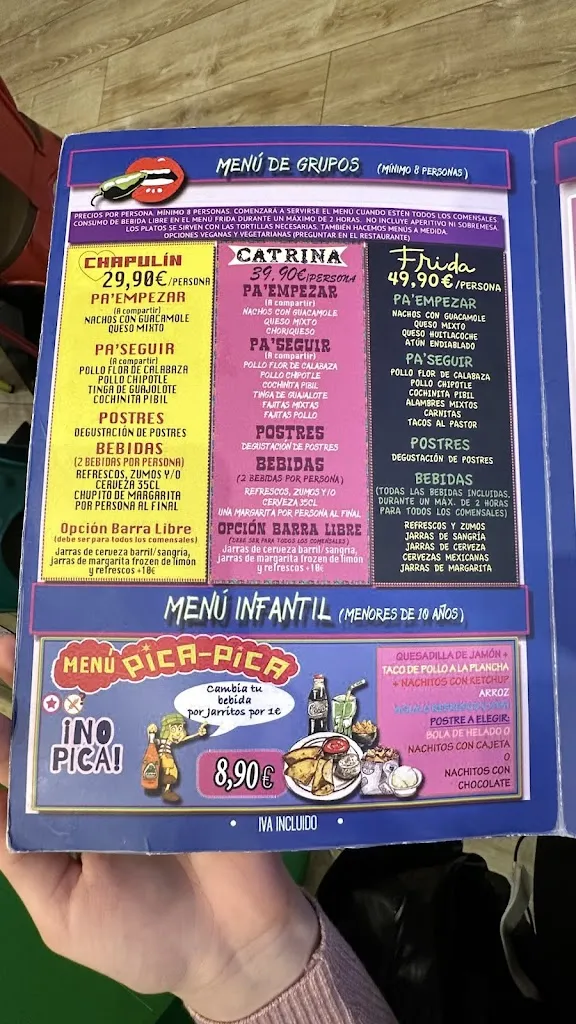 MENÚ DE GRUPOS (MÍNIMO 8 PERSONAS)
PRECIOS POR PERSONA. MÍNIMO 8 PERSONAS. COMENZARÁ A SERVIRSE EL MENÚ CUANDO ESTÉN TODOS LOS COMENSALES.
CONSUMO DE BEBIDA LIBRE EN EL MENÚ FRIDA DURANTE UN MÁXIMO DE 2 HORAS. NO INCLUYE APERITIVO NI SOBREMESA
LOS PLATOS SE SIRVEN CON LAS TORTILLAS NECESARIAS. TAMBIÉN HACEMOS MENÚS A MEDIDA.
OPCIONES VEGANAS Y VEGETARIANAS (PREGUNTAR EN EL RESTAURANTE)
CHAPULÍN
29,90€/PERSONA
PA'EMPEZAR
(A compartir)
NACHOS CON GUACAMOLE
QUESO MIXTO
PA'SEGUIR
(A compartir)
POLLO FLOR DE CALABAZA
POLLO CHIPOTLE
TINGA DE GUAJOLOTE
COCHINITA PIBIL
POSTRES
DEGUSTACIÓN DE POSTRES
BEBIDAS
(2 BEBIDAS POR PERSONA)
REFRESCOS, ZUMOS Y/O
CERVEZA 35CL
CHUPITO DE MARGARITA
POR PERSONA AL FINAL
Opción Barra Libre
(debe ser para todos los comensales)
Jarras de cerveza barril/sangría,
jarras de margarita frozen de limón
y refrescos +18€
CATRINA
39,90€/PERSONA
PA'EMPEZAR
(A compartir)
NACHOS CON GUACAMOLE
QUESO MIXTO
CHORIQUESO
PA'SEGUIR
(A compartir)
POLLO FLOR DE CALABAZA
POLLO CHIPOTLE
COCHINITA PIBIL
TINGA DE GUAJALOTE
FAJITAS MIXTAS
FAJITAS POLLO
POSTRES
DEGUSTACIÓN DE POSTRES
BEBIDAS
(2 BEBIDAS POR PERSONA)
REFRESCOS, ZUMOS Y/O
CERVEZA 35CL
UNA MARGARITA POR PERSONA AL FINAL
OPCIÓN BARRA LIBRE
(DEBE SER PARA TODOS LOS COMENSALES)
Jarras de cerveza barril/sangría,
jarras de margarita frozen de limón
y refrescos +18€
Frida
49,90€/PERSONA
PA'EMPEZAR
NACHOS CON GUACAMOLE
QUESO MIXTO
QUESO HUITLACOCHE
ATÚN ENDIABLADO
PA'SEGUIR
POLLO FLOR DE CALABAZA
POLLO CHIPOTLE
COCHINITA PIBIL
ALAMBRES MIXTOS
CARNITAS
TACOS AL PASTOR
POSTRES
DEGUSTACIÓN DE POSTRES
BEBIDAS
(TODAS LAS BEBIDAS INCLUIDAS.
DURANTE UN MÁX. DE 2 HORAS
PARA TODOS LOS COMENSALES)
REFRESCOS Y ZUMOS
JARRAS DE SANGRÍA
JARRAS DE CERVEZA
CERVEZAS MEXICANAS
JARRAS DE MARGARITA
MENÚ INFANTIL (MENORES DE 10 AÑOS)
MENÚ PICA-PICA
¡NO
PICA!
Cambia tu
bebida
por Jarritos por 1€
8,90€
QUESADILLA DE JAMÓN +
TACO DE POLLO A LA PLANCHA
+ NACHITOS CON KETCHUP
ARROZ
POSTRE A ELEGIR:
BOLA DE HELADO O
NACHITOS CON CAJETA
O
NACHITOS CON
CHOCOLATE
• IVA INCLUIDO •